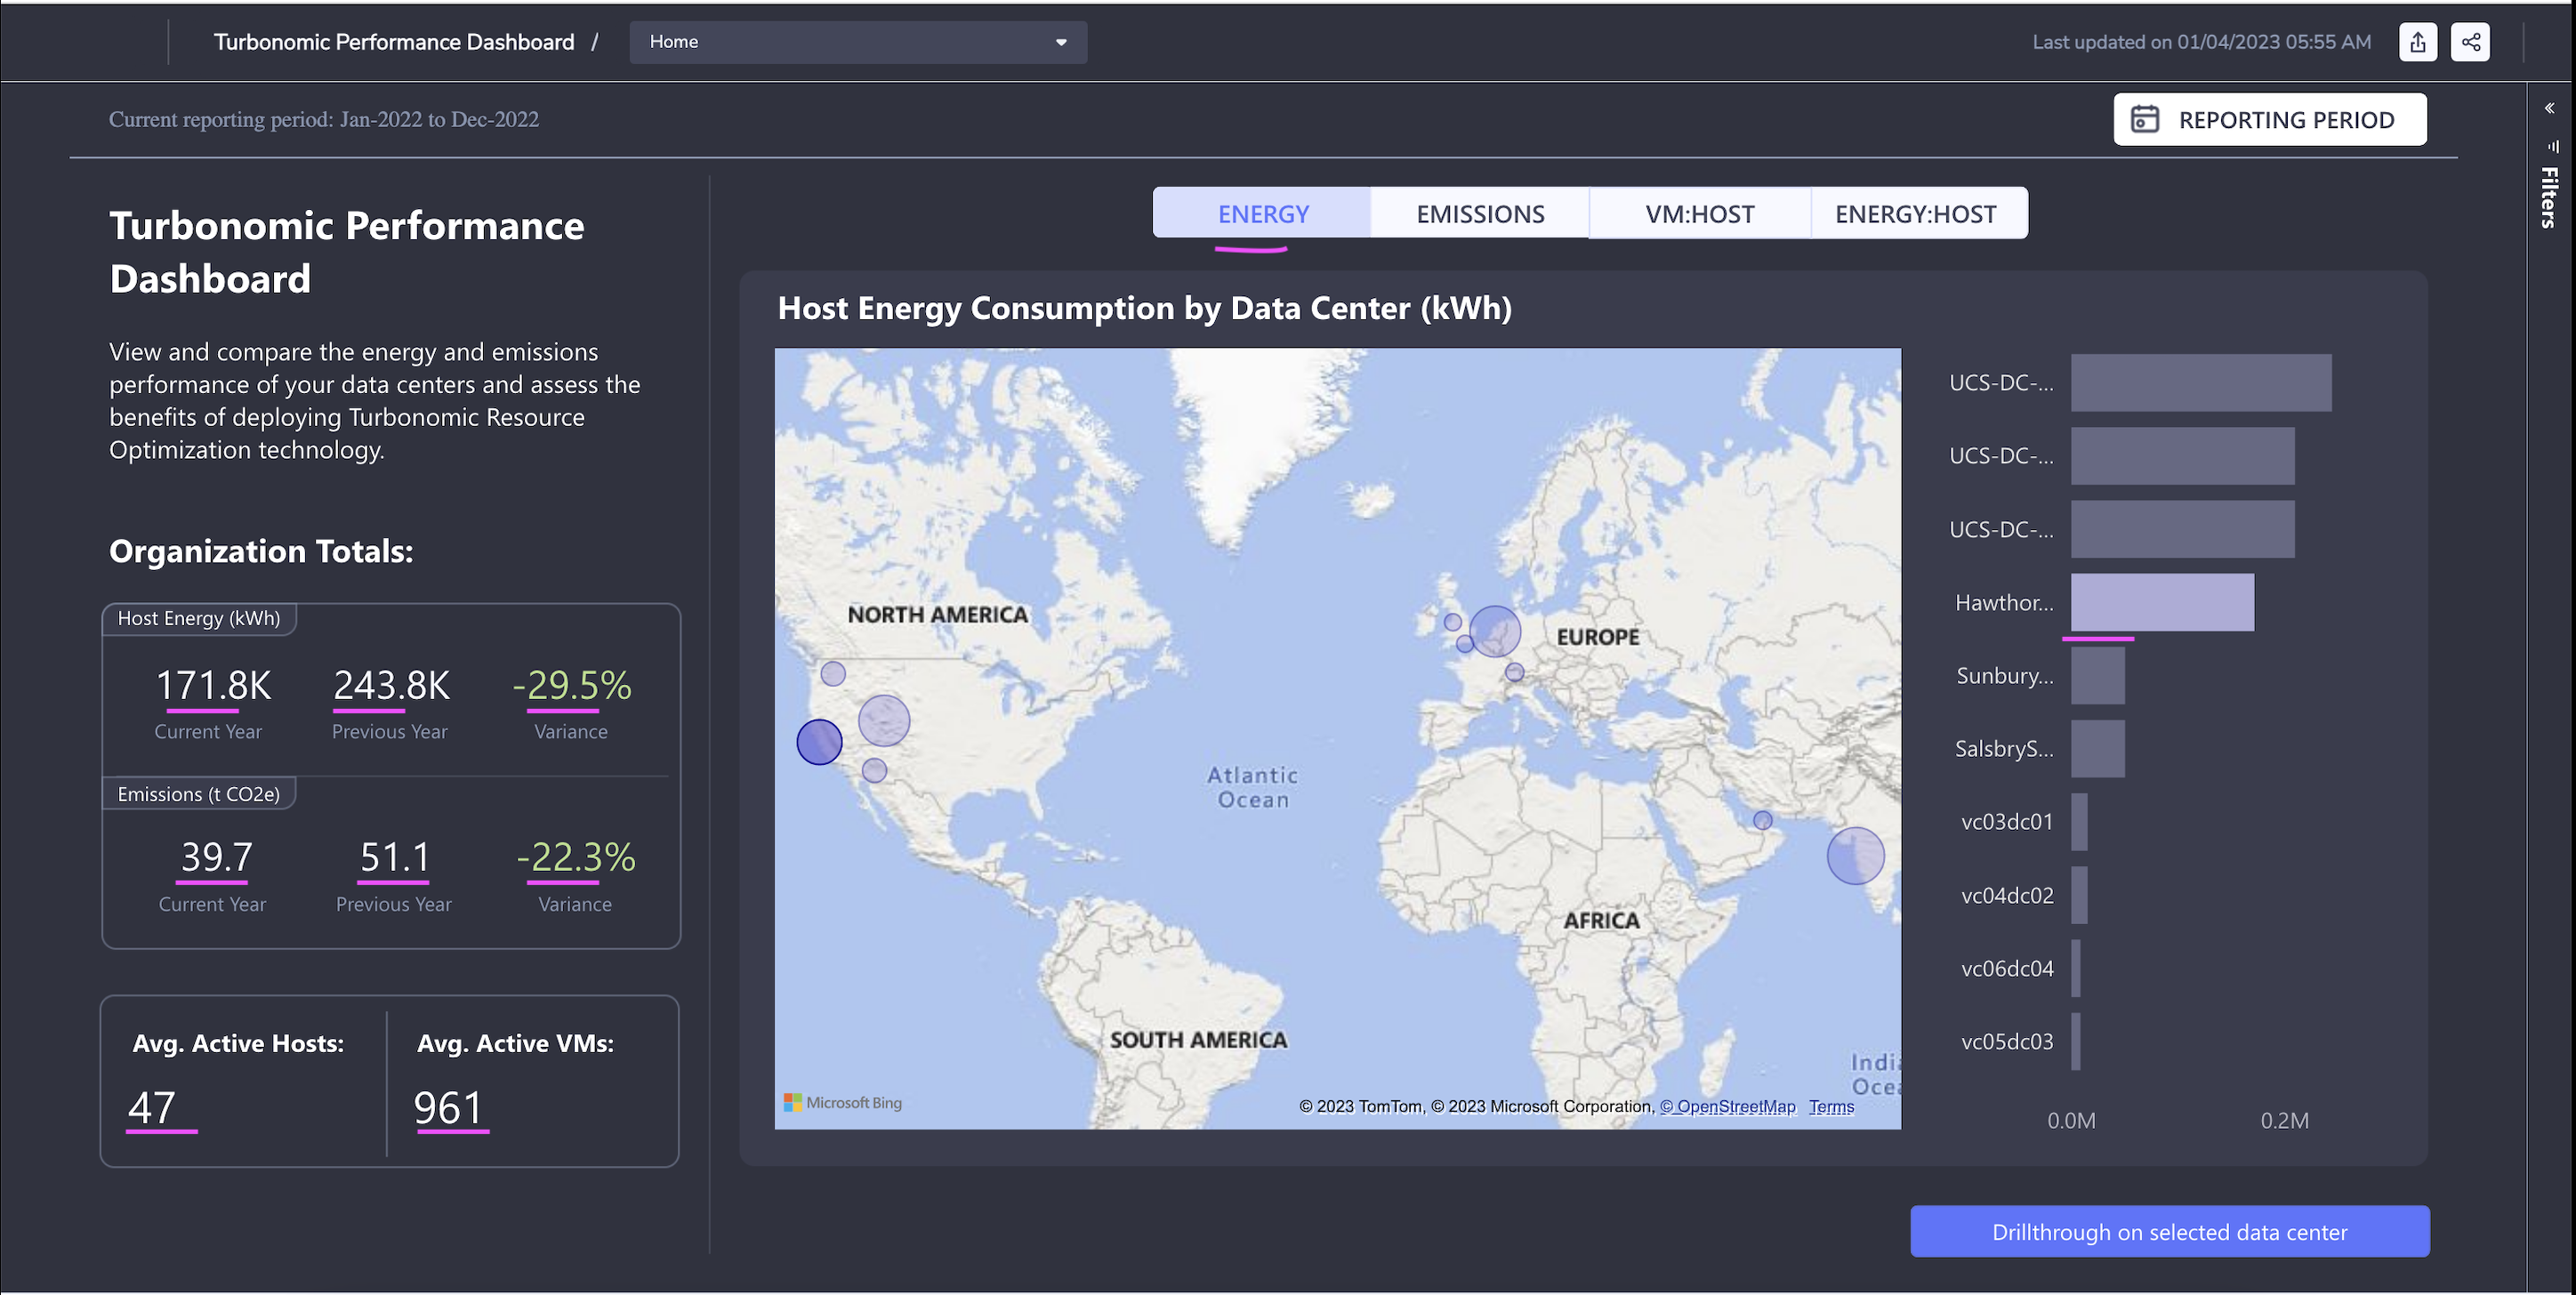 Turbonomic Performance Dashboard / Home
Last updated on 01/04/2023 05:55 AM
Current reporting period: Jan-2022 to Dec-2022
REPORTING PERIOD
Filters
Turbonomic Performance
Dashboard
View and compare the energy and emissions
performance of your data centers and assess the
benefits of deploying Turbonomic Resource
Optimization technology.
Organization Totals:
Host Energy (kWh)
171.8K 243.8K -29.5%
Current Year Previous Year Variance
Emissions (t CO2e)
39.7 51.1 -22.3%
Current Year Previous Year Variance
Avg. Active Hosts: Avg. Active VMs:
47 961
ENERGY EMISSIONS VM:HOST ENERGY:HOST
Host Energy Consumption by Data Center (kWh)
NORTH AMERICA
EUROPE
Atlantic
Ocean
AFRICA
SOUTH AMERICA
India
Ocea
Microsoft Bing
© 2023 TomTom, © 2023 Microsoft Corporation, © OpenStreetMap Terms
UCS-DC-...
UCS-DC-...
UCS-DC-...
Hawthor...
Sunbury...
SalsbryS...
vc03dc01
vc04dc02
vc06dc04
vc05dc03
0.0M 0.2M
Drillthrough on selected data center